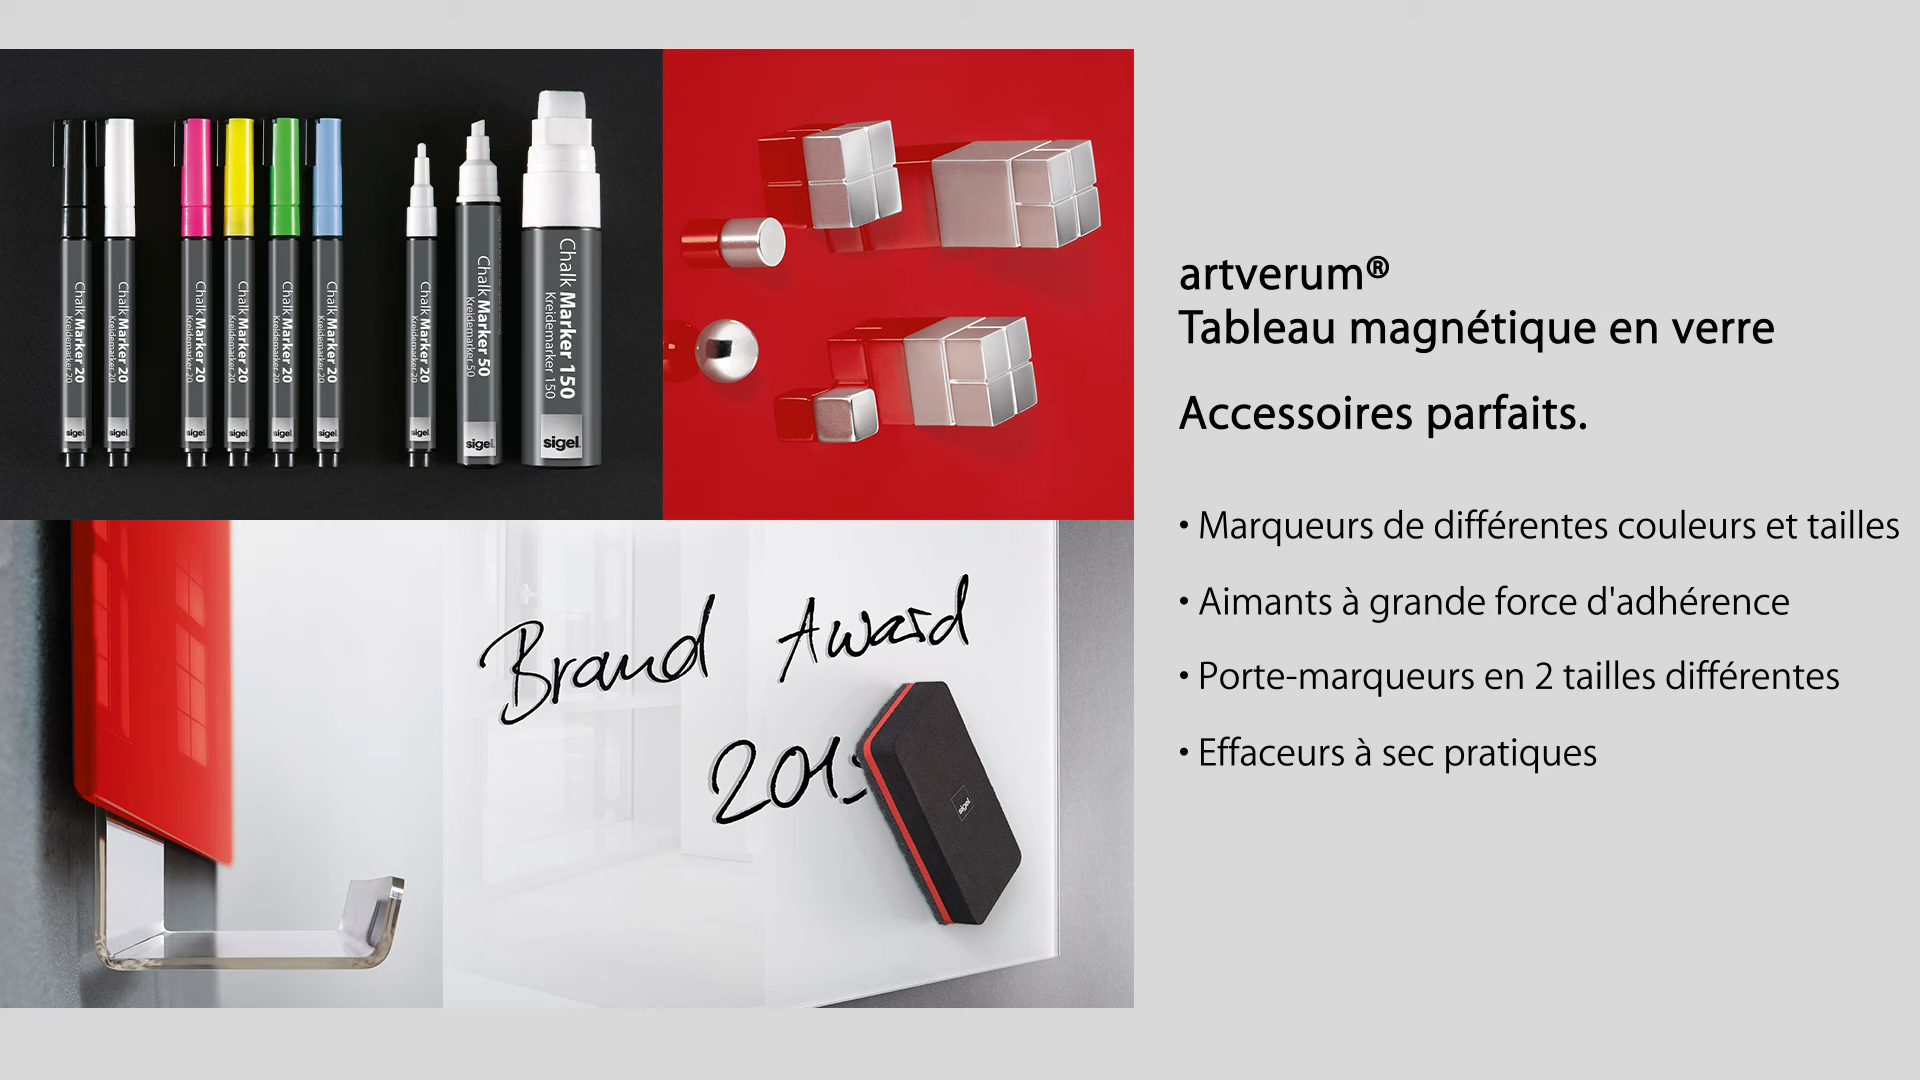 Chalk Marker 20
Kreidemarker 20
sigel
Chalk Marker 20
Kreidemarker 20
sigel
Chalk Marker 20
Kreidemarker 20
sigel
Chalk Marker 20
Kreidemarker 20
sigel
Chalk Marker 20
Kreidemarker 20
sigel
Chalk Marker 20
Kreidemarker 20
sigel
Chalk Marker 20
Kreidemarker 20
sigel
Chalk Marker 50
Kreidemarker 50
sigel
Chalk Marker 150
Kreidemarker 150
sigel
Brand Award
sigel
artverum®
Tableau magnétique en verre
Accessoires parfaits.
• Marqueurs de différentes couleurs et tailles
• Aimants à grande force d'adhérence
• Porte-marqueurs en 2 tailles différentes
• Effaceurs à sec pratiques